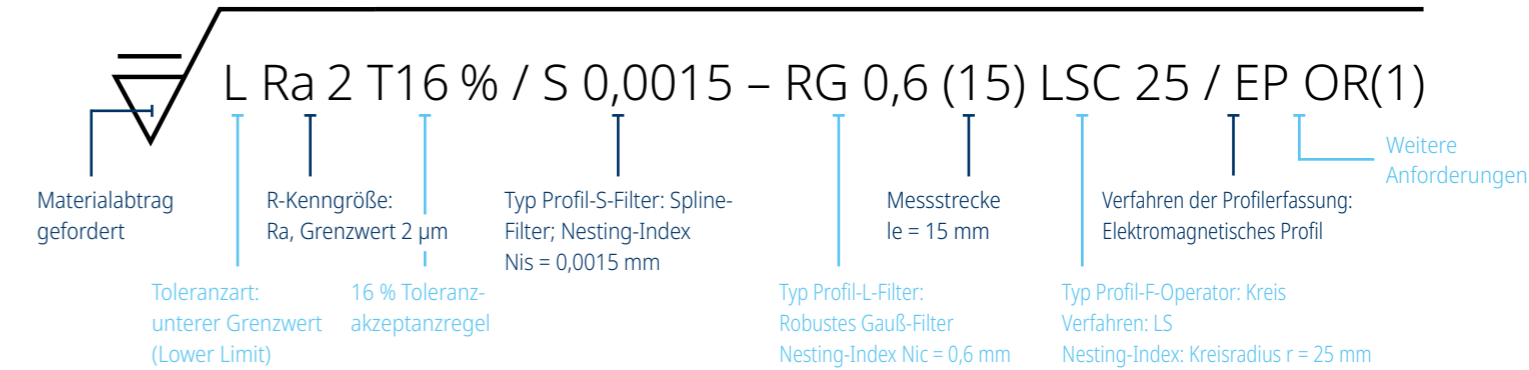 L Ra 2 T16 % / S 0,0015 – RG 0,6 (15) LSC 25 / EP OR(1)
Weitere
Anforderungen
Materialabtrag
gefordert
R-Kenngröße:
Ra, Grenzwert 2 µm
Typ Profil-S-Filter: Spline-
Filter; Nesting-Index
Nis = 0,0015 mm
Messstrecke
le = 15 mm
Verfahren der Profilerfassung:
Elektromagnetisches Profil
Toleranzart:
unterer Grenzwert
(Lower Limit)
16 % Toleranz-
akzeptanzregel
Typ Profil-L-Filter:
Robustes Gauß-Filter
Nesting-Index Nic = 0,6 mm
Typ Profil-F-Operator: Kreis
Verfahren: LS
Nesting-Index: Kreisradius r = 25 mm